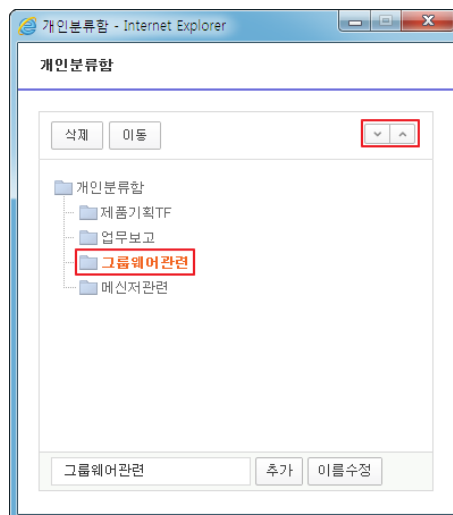 개인분류함 - Internet Explorer
개인분류함
삭제 이동
개인분류함
제품기획TF
업무보고
그룹웨어관련
메신저관련
그룹웨어관련 추가 이름수정